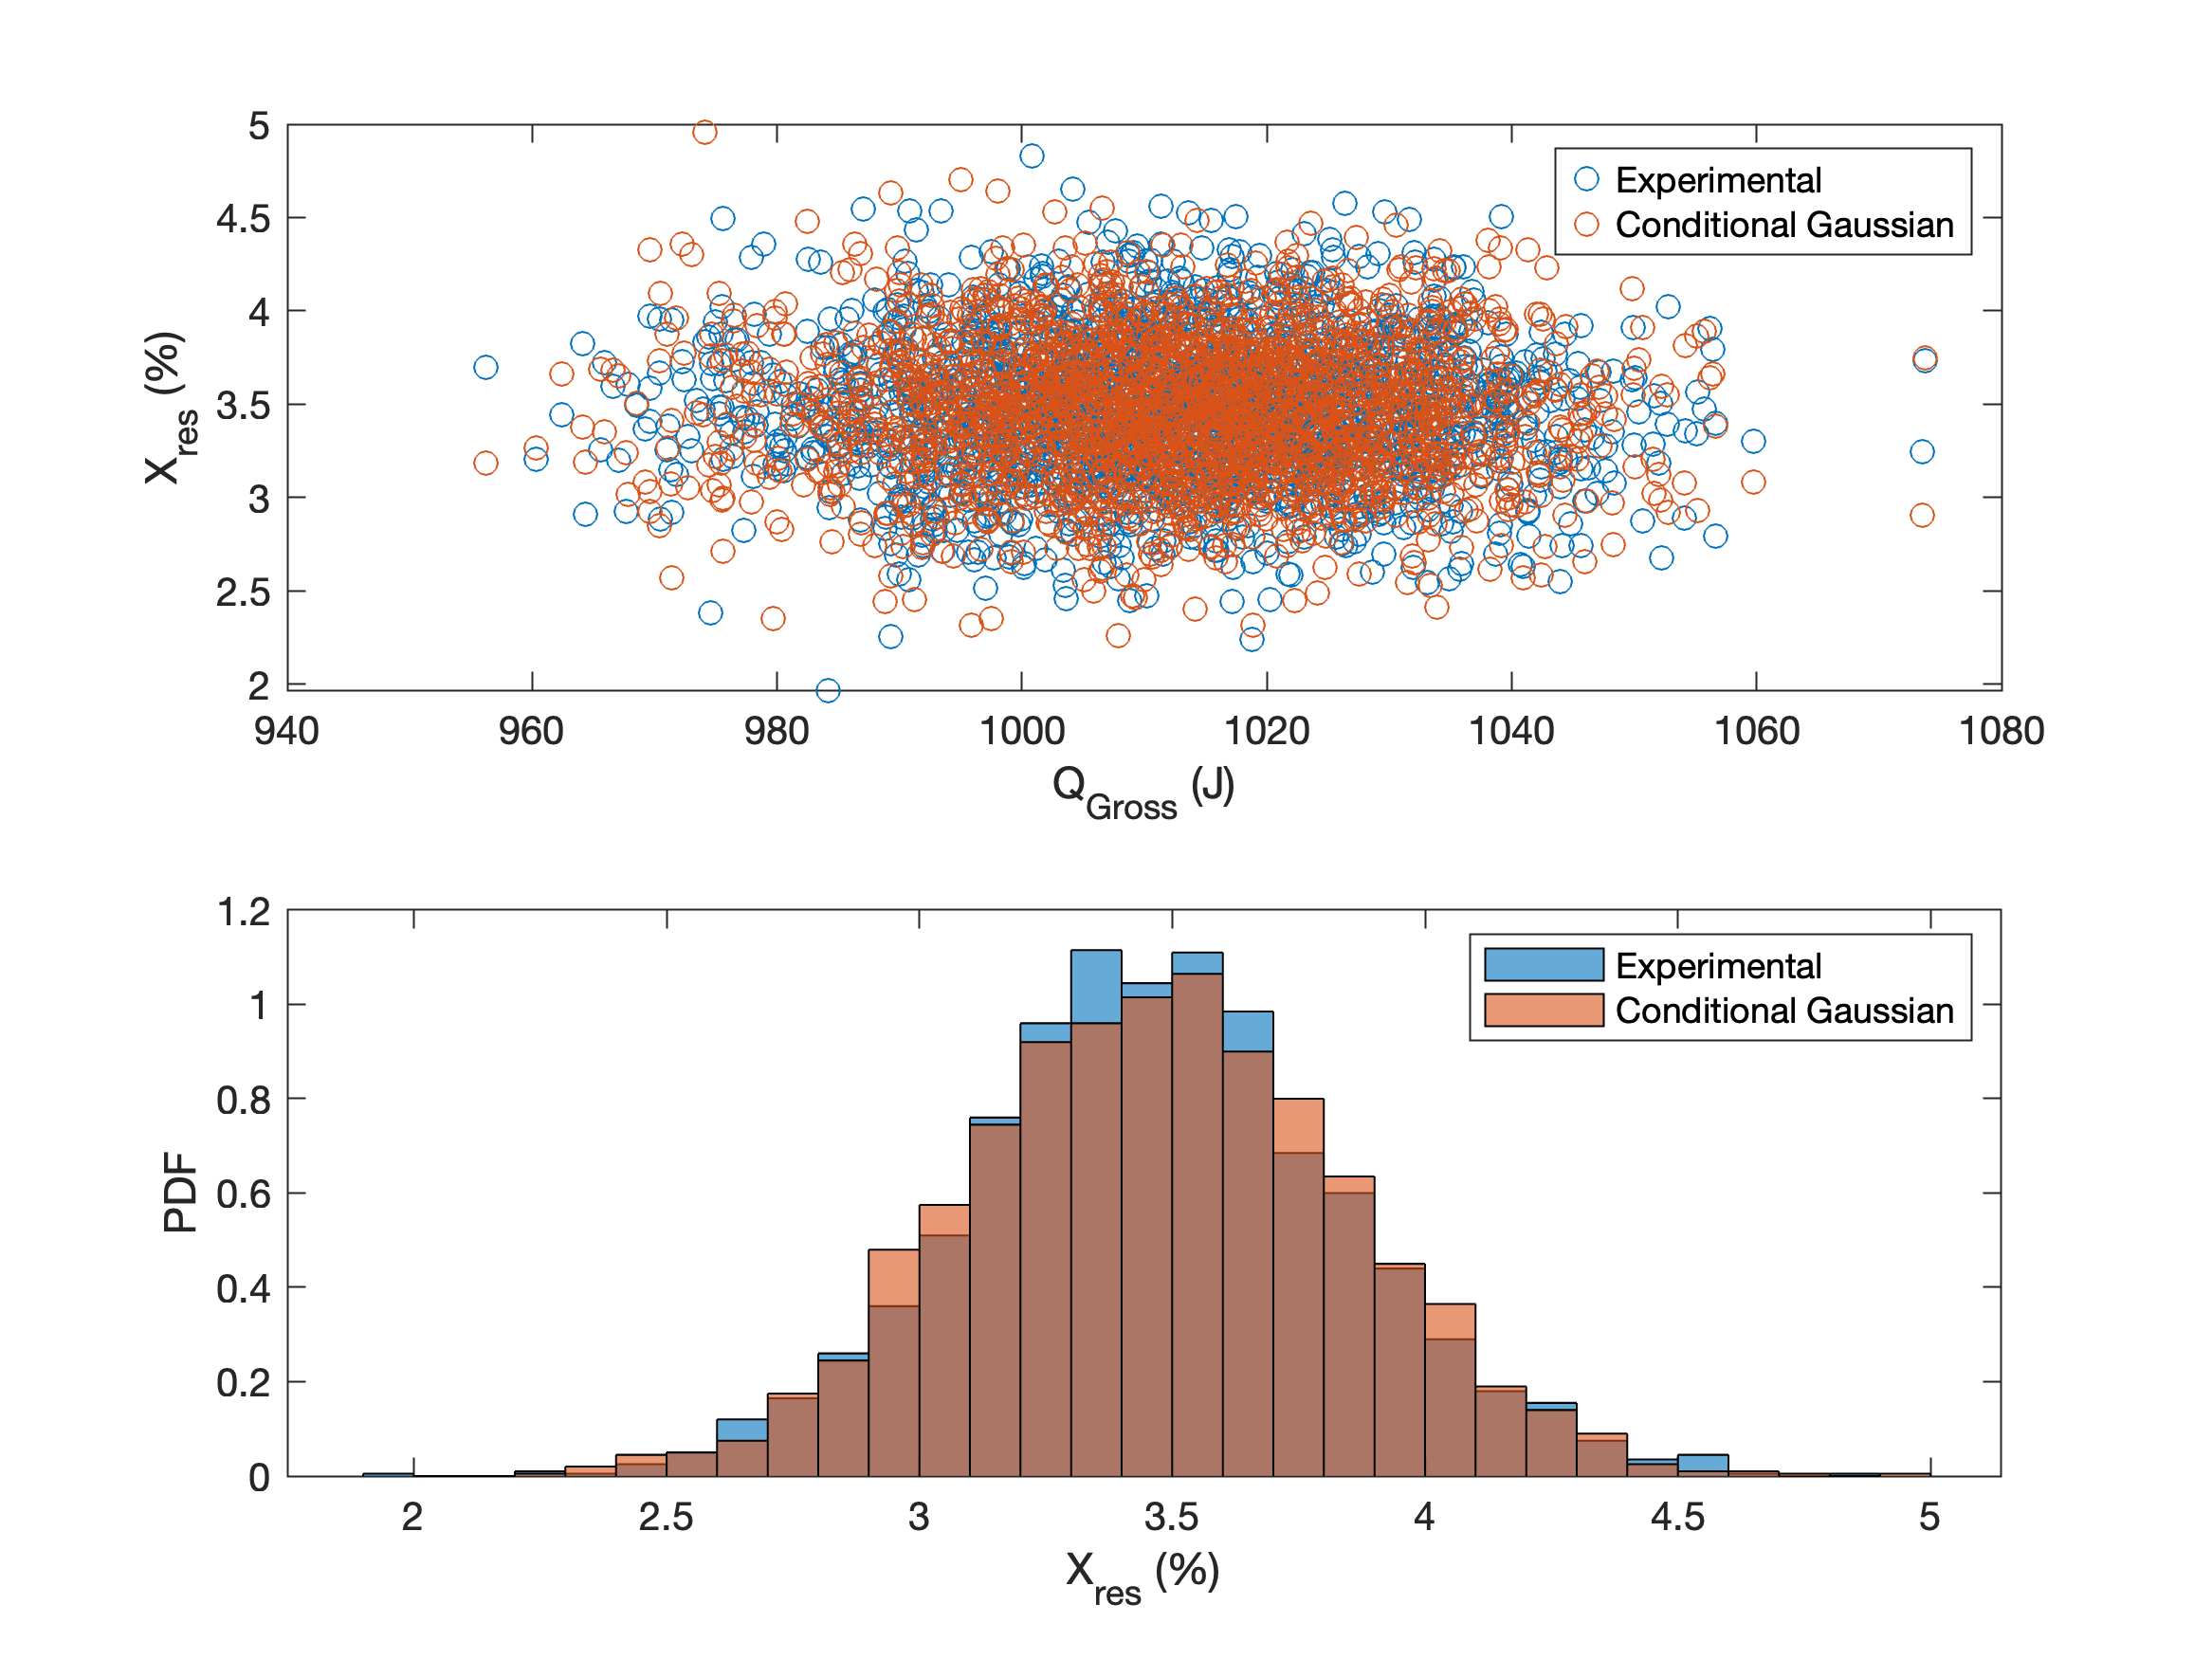 5
4.5
4
3.5
3
2.5
2
X_res (%)
Experimental
Conditional Gaussian
940 960 980 1000 1020 1040 1060 1080
Q_Gross (J)
1.2
1
0.8
0.6
0.4
0.2
0
PDF
Experimental
Conditional Gaussian
2 2.5 3 3.5 4 4.5 5
X_res (%)